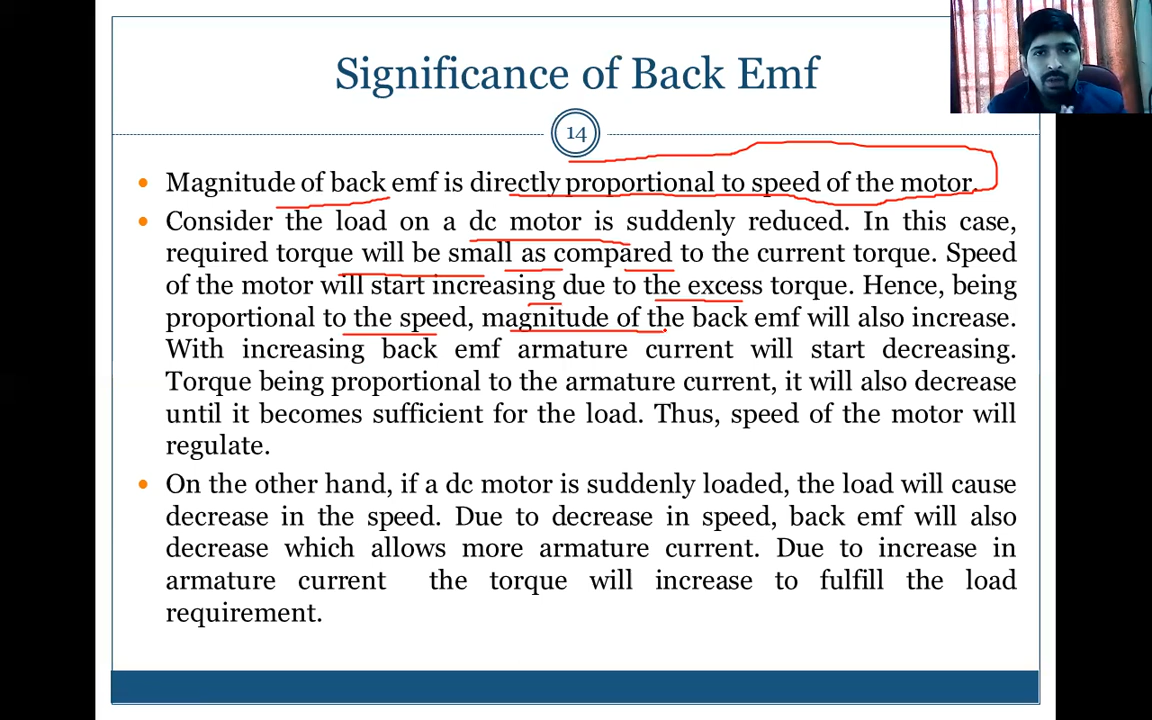 Significance of Back Emf
14
• Magnitude of back emf is directly proportional to speed of the motor.
• Consider the load on a dc motor is suddenly reduced. In this case,
required torque will be small as compared to the current torque. Speed
of the motor will start increasing due to the excess torque. Hence, being
proportional to the speed, magnitude of the back emf will also increase.
With increasing back emf armature current will start decreasing.
Torque being proportional to the armature current, it will also decrease
until it becomes sufficient for the load. Thus, speed of the motor will
regulate.
• On the other hand, if a dc motor is suddenly loaded, the load will cause
decrease in the speed. Due to decrease in speed, back emf will also
decrease which allows more armature current. Due to increase in
armature current the torque will increase to fulfill the load
requirement.